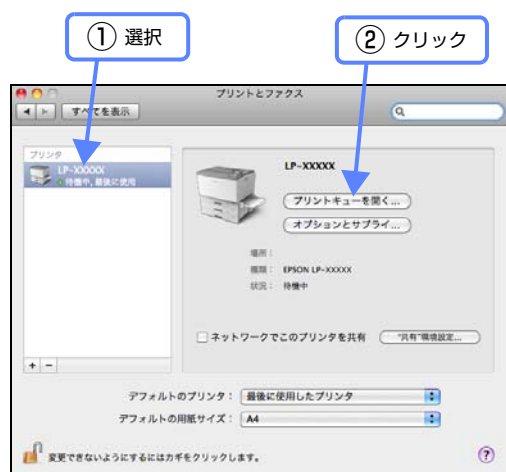 ① 選択
② クリック
プリントとファクス
すべてを表示
プリンタ
LP-XXXXX
待機中, 最後に使用
LP-XXXXX
プリントキューを開く...
オプションとサプライ...
場所：
種類： EPSON LP-XXXXX
状況： 待機中
ネットワークでこのプリンタを共有
"共有"環境設定...
+ −
デフォルトのプリンタ： 最後に使用したプリンタ
デフォルトの用紙サイズ： A4
変更できないようにするにはカギをクリックします。
?